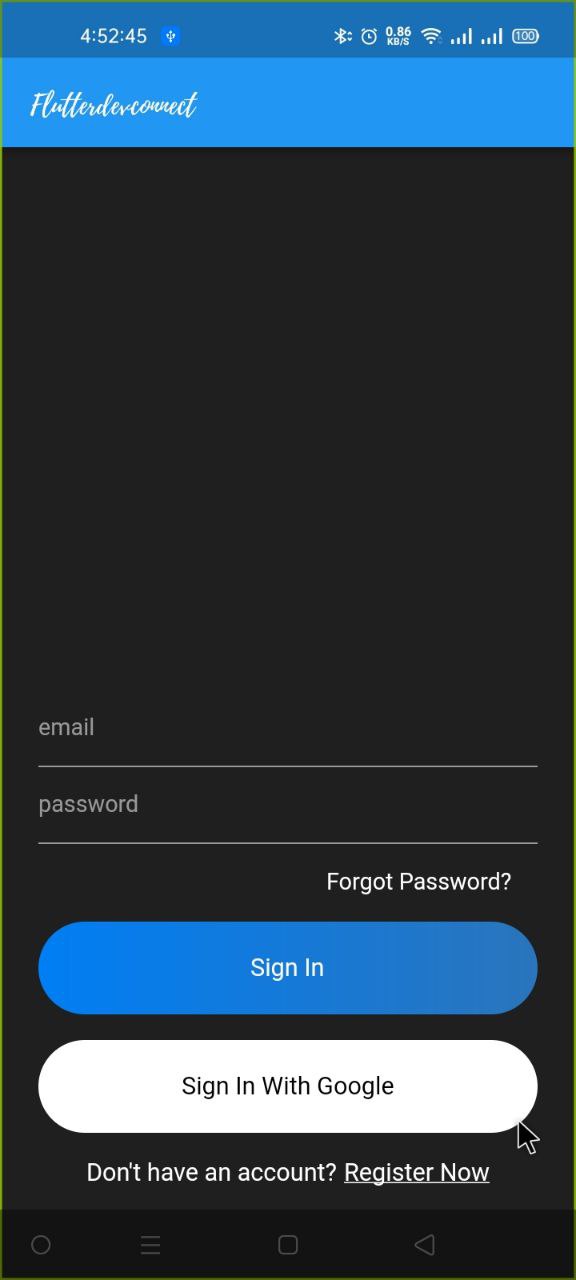 4:52:45 0.86 KB/S 100
Flutterdevconnect
email
password
Forgot Password?
Sign In
Sign In With Google
Don't have an account? Register Now